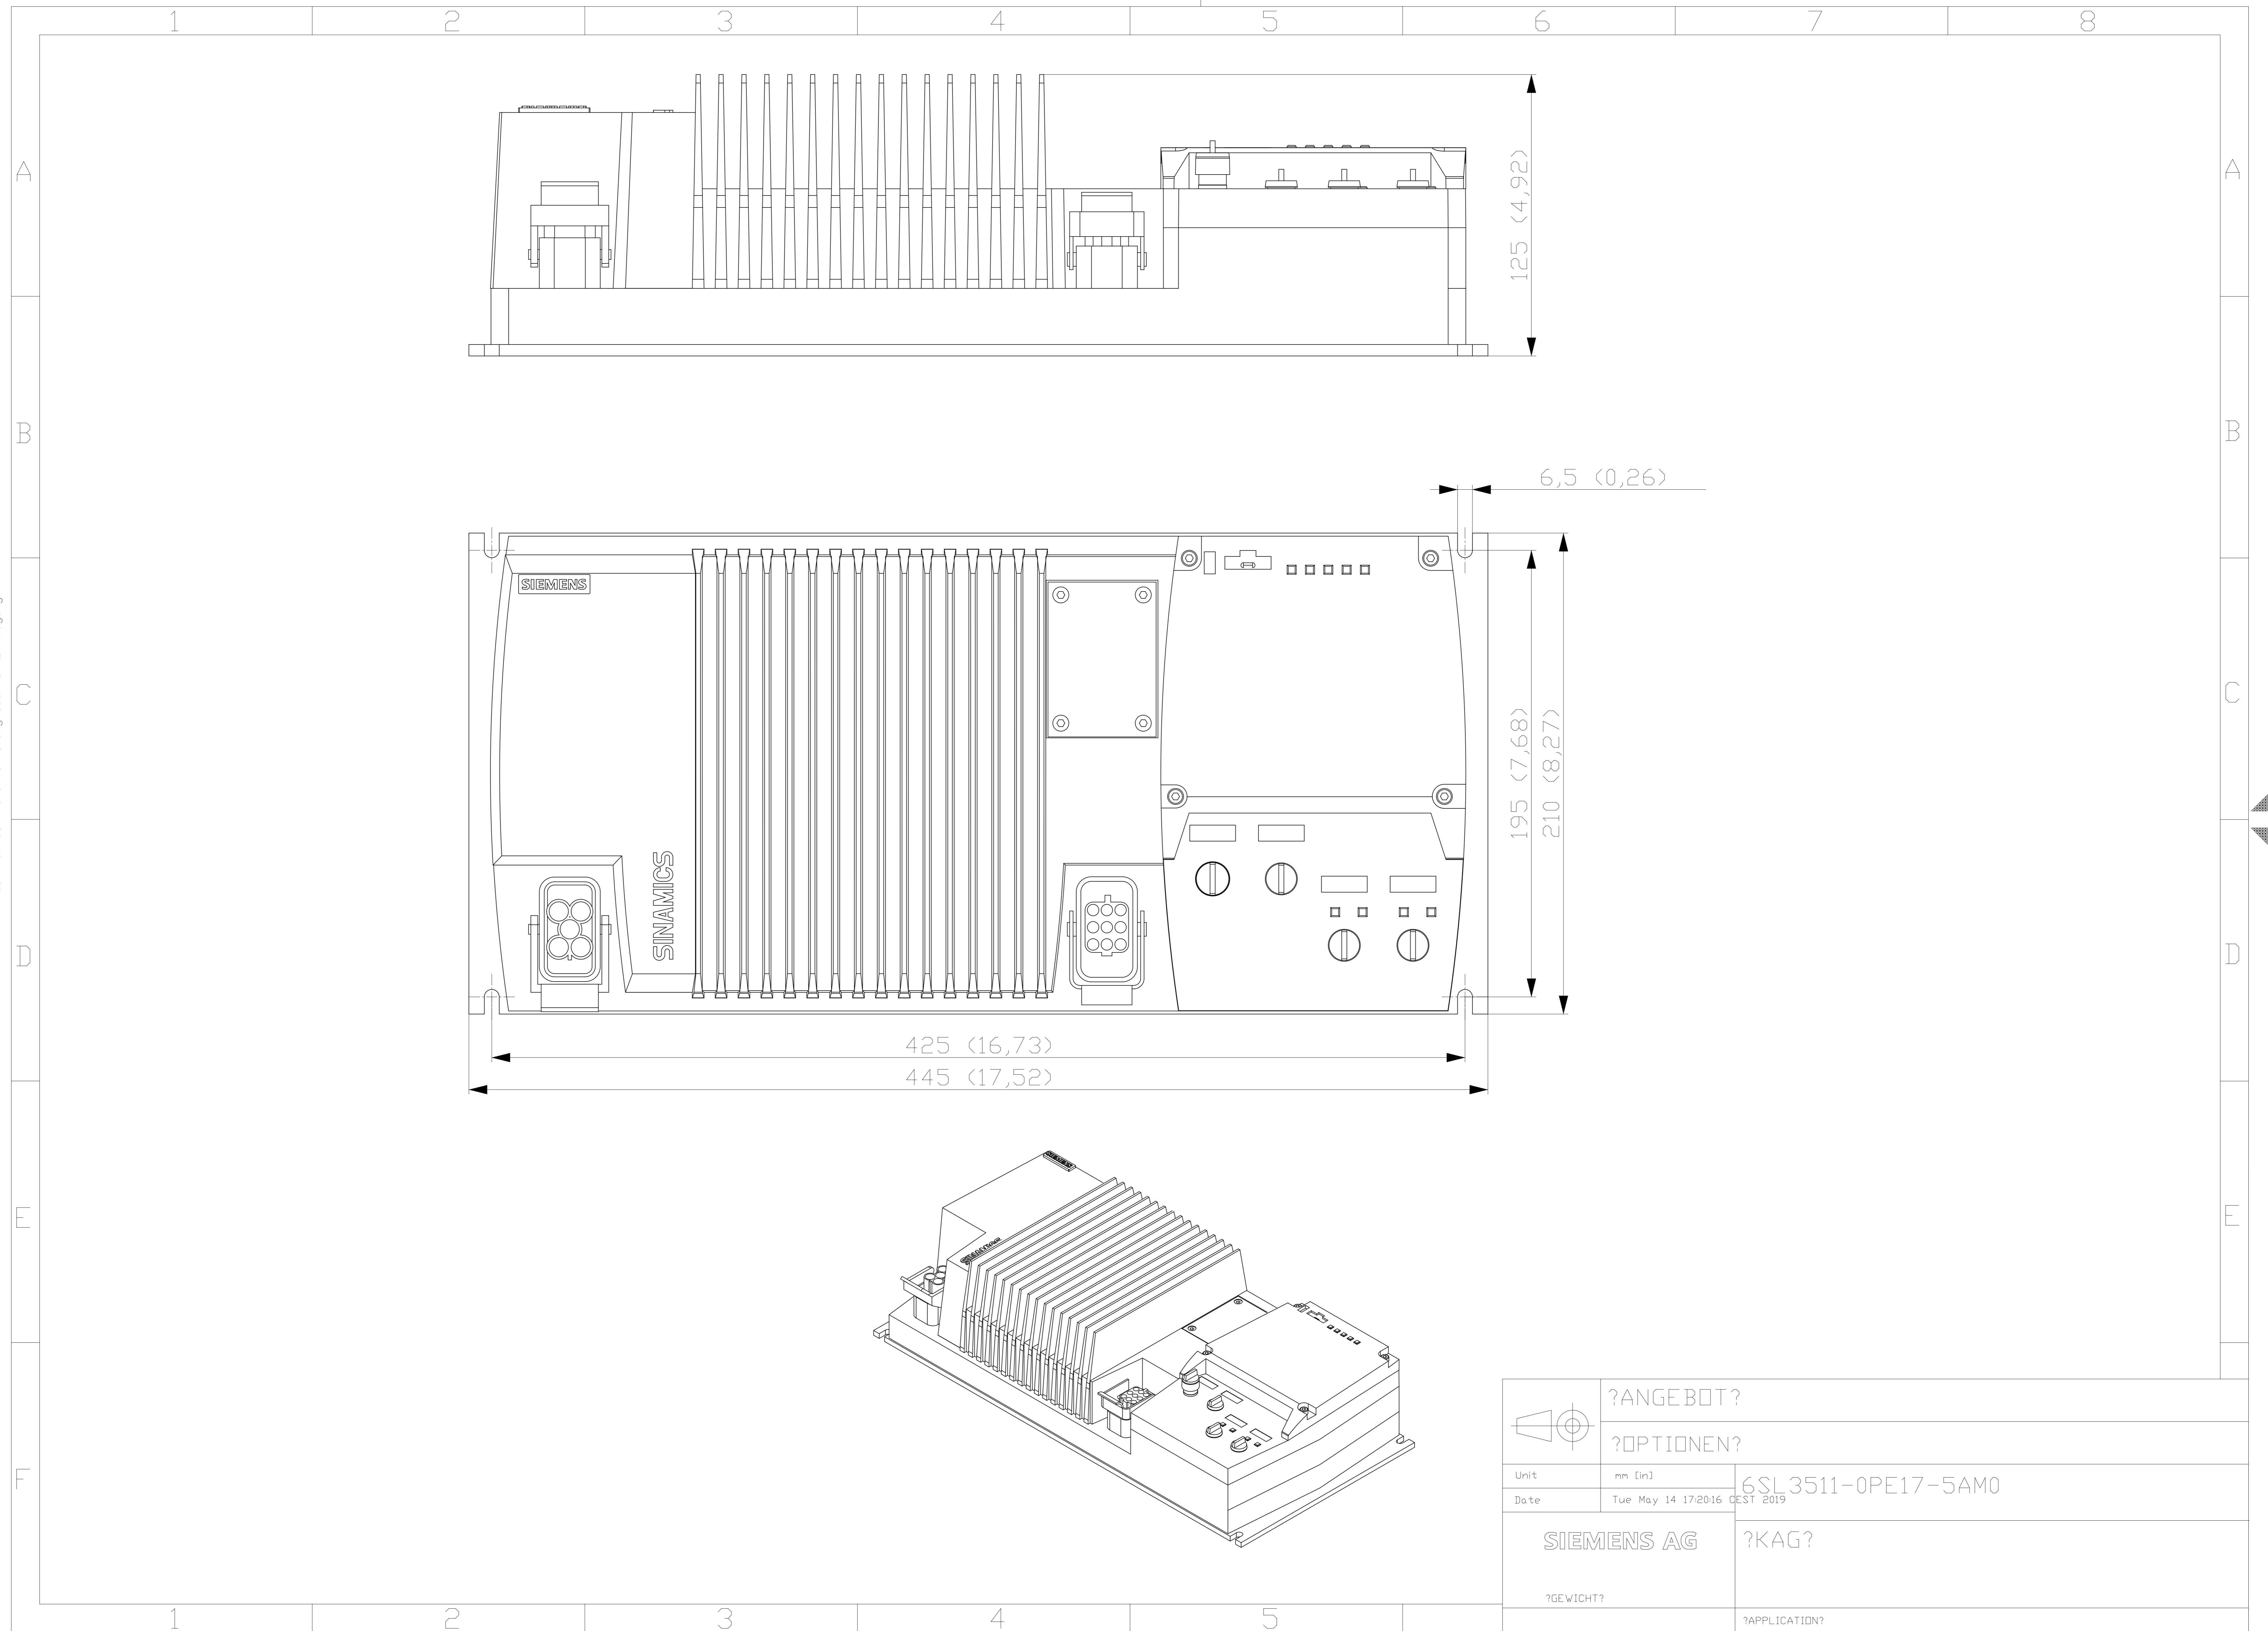 1 2 3 4 5 6 7 8
A A
125 (4,92)
B B
6,5 (0,26)
SIEMENS
C C
195 (7,68)
210 (8,27)
SINAMICS
D D
425 (16,73)
445 (17,52)
SIEMENS
SINAMICS
E E
F
?ANGEBOT?
?OPTIONEN?
Unit mm [in]
6SL3511-0PE17-5AM0
Date Tue May 14 17:20:16 CEST 2019
SIEMENS AG
?KAG?
?GEWICHT?
?APPLICATION?
1 2 3 4 5